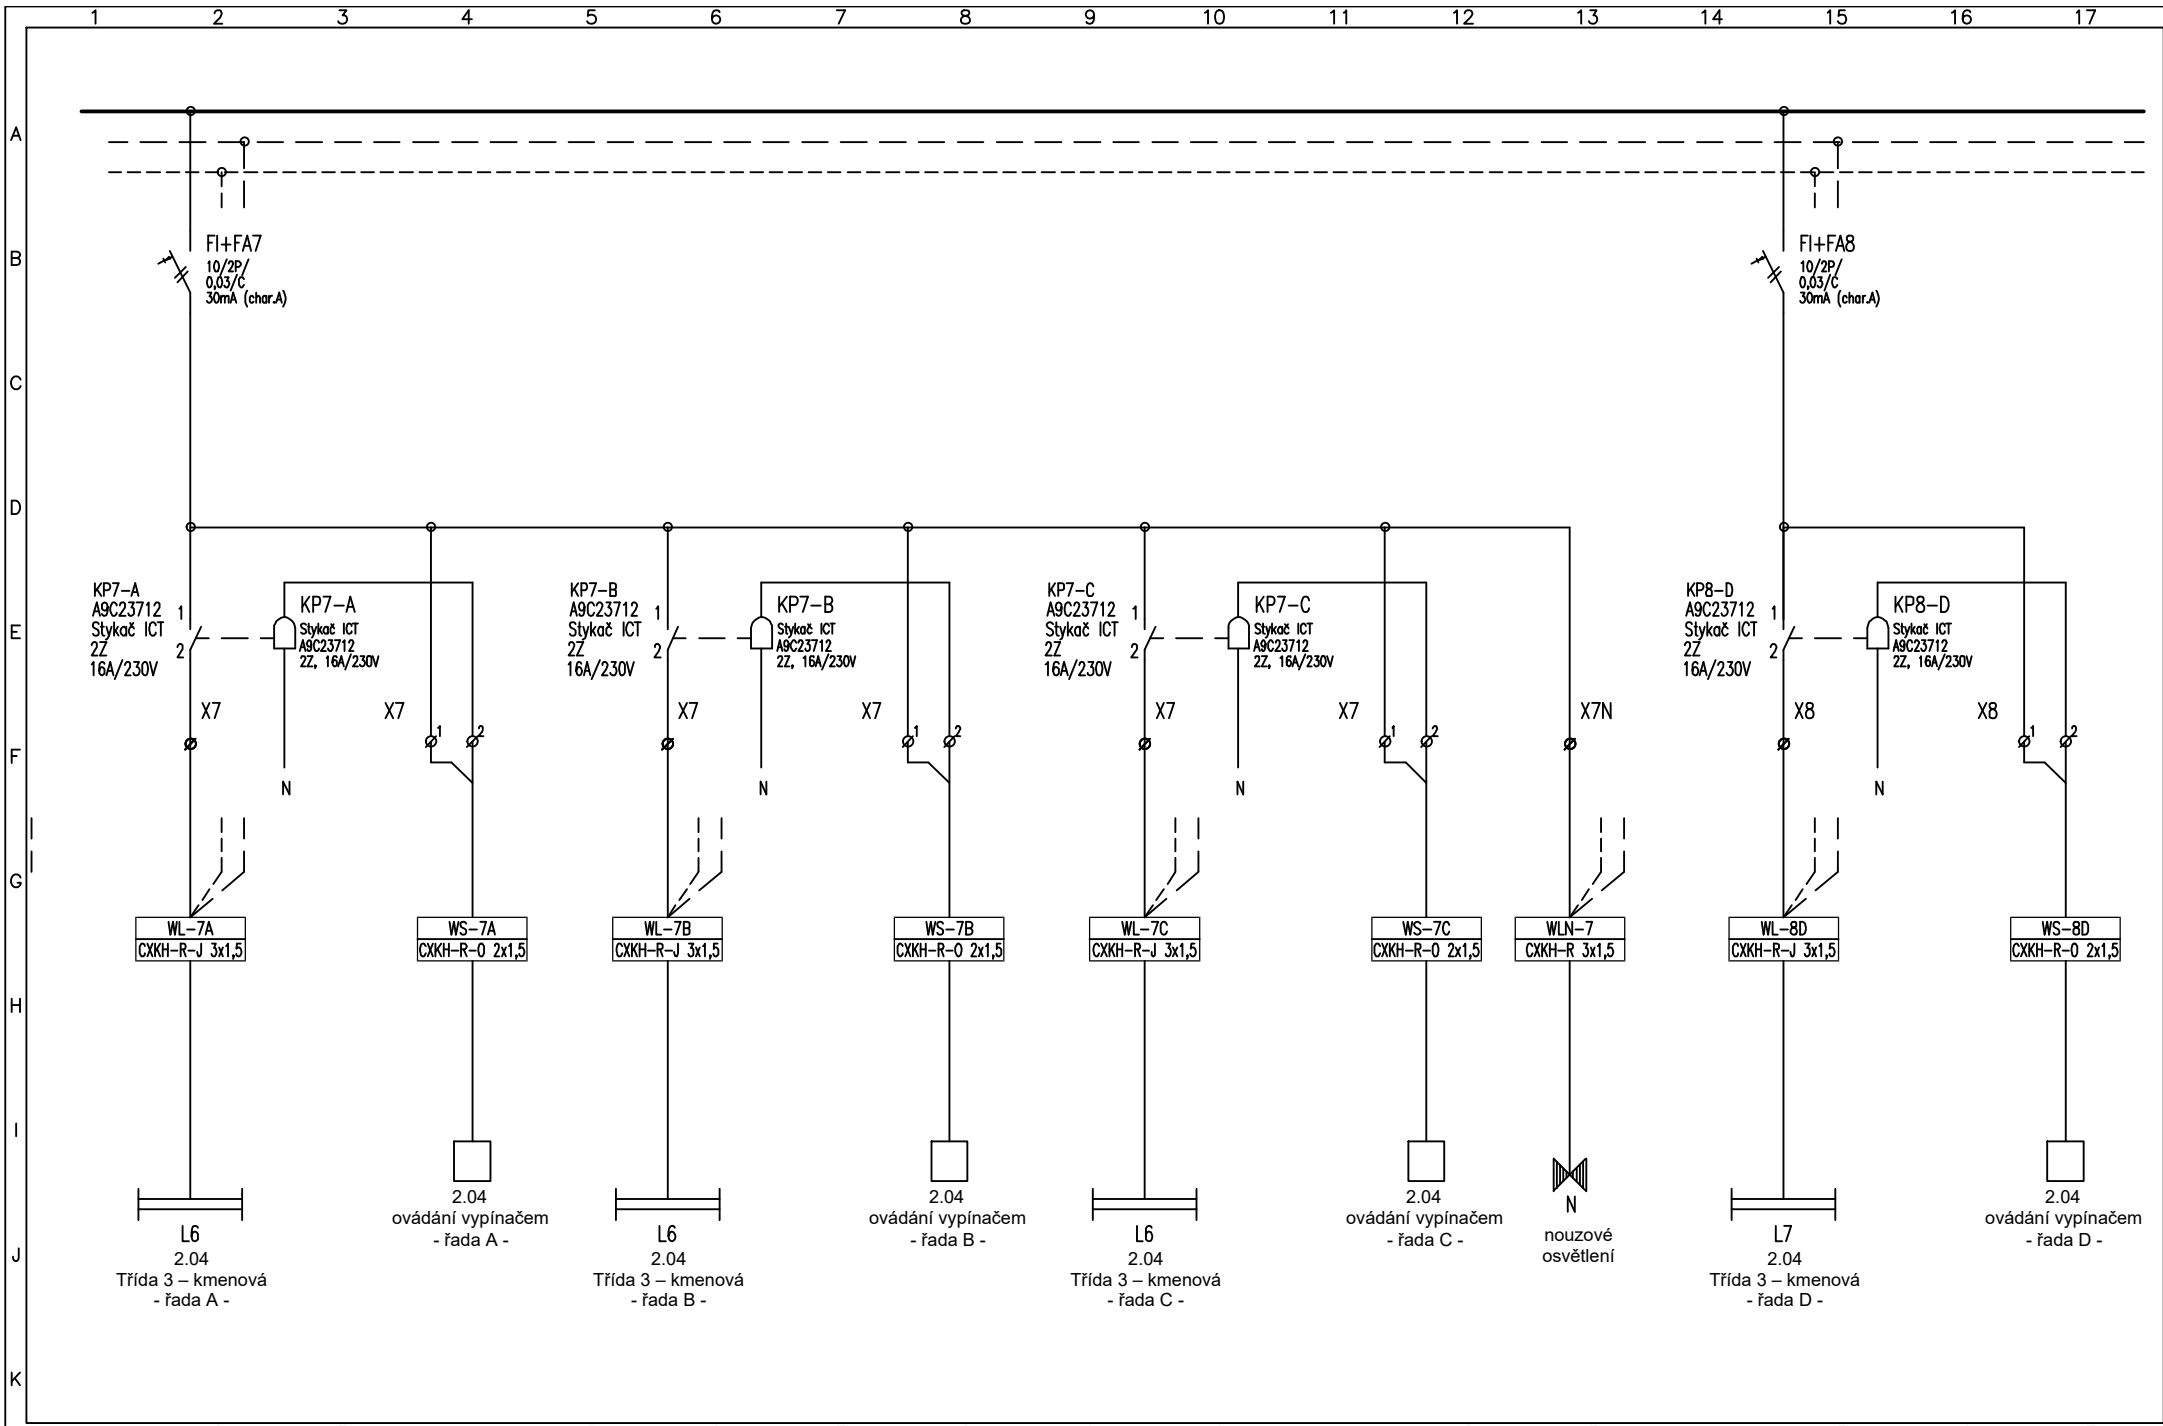 1 2 3 4 5 6 7 8 9 10 11 12 13 14 15 16 17
A
B
C
D
E
F
G
H
I
J
K
FI+FA7
10/2P/
0,03/C
30mA (char.A)
FI+FA8
10/2P/
0,03/C
30mA (char.A)
KP7-A
A9C23712
Stykač ICT
2Z
16A/230V
1
2
KP7-A
Stykač ICT
A9C23712
2Z, 16A/230V
X7
N
X7
1
2
KP7-B
A9C23712
Stykač ICT
2Z
16A/230V
1
2
KP7-B
Stykač ICT
A9C23712
2Z, 16A/230V
X7
N
X7
1
2
KP7-C
A9C23712
Stykač ICT
2Z
16A/230V
1
2
KP7-C
Stykač ICT
A9C23712
2Z, 16A/230V
X7
N
X7
1
2
X7N
KP8-D
A9C23712
Stykač ICT
2Z
16A/230V
1
2
KP8-D
Stykač ICT
A9C23712
2Z, 16A/230V
X8
N
X8
1
2
WL-7A
CXKH-R-J 3x1,5
WS-7A
CXKH-R-O 2x1,5
WL-7B
CXKH-R-J 3x1,5
WS-7B
CXKH-R-O 2x1,5
WL-7C
CXKH-R-J 3x1,5
WS-7C
CXKH-R-O 2x1,5
WLN-7
CXKH-R 3x1,5
WL-8D
CXKH-R-J 3x1,5
WS-8D
CXKH-R-O 2x1,5
L6
2.04
Třída 3 – kmenová
- řada A -
2.04
ovádání vypínačem
- řada A -
L6
2.04
Třída 3 – kmenová
- řada B -
2.04
ovádání vypínačem
- řada B -
L6
2.04
Třída 3 – kmenová
- řada C -
2.04
ovádání vypínačem
- řada C -
N
nouzové
osvětlení
L7
2.04
Třída 3 – kmenová
- řada D -
2.04
ovádání vypínačem
- řada D -